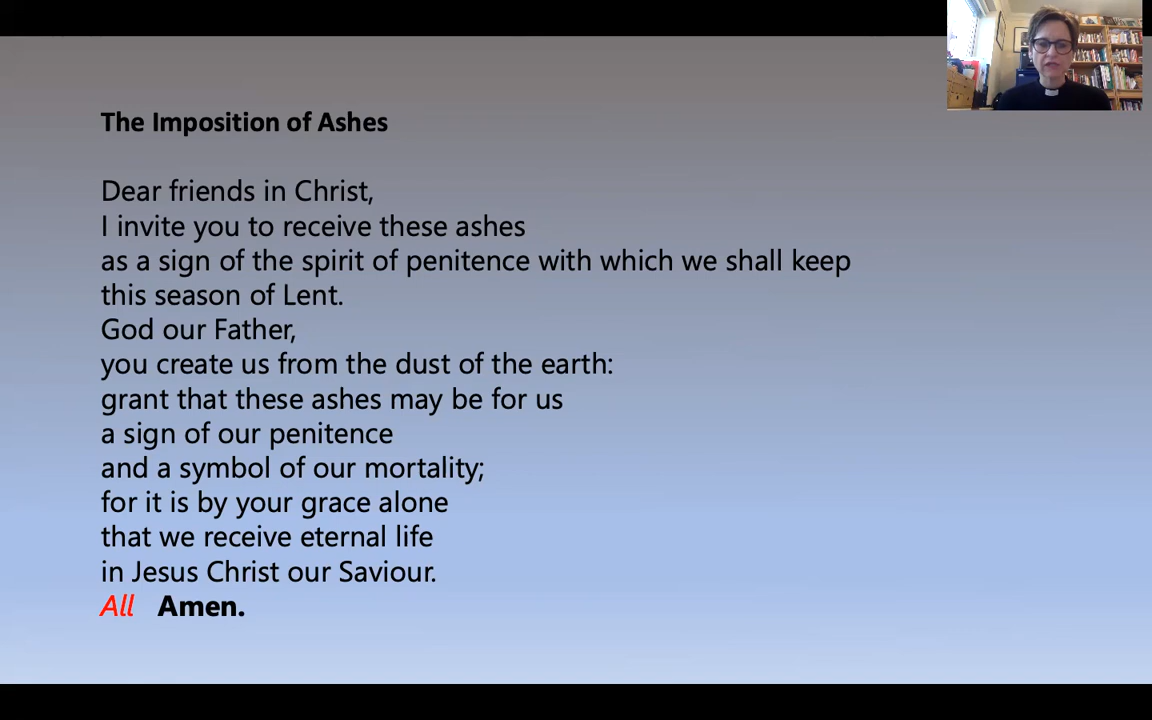 The Imposition of Ashes
Dear friends in Christ,
I invite you to receive these ashes
as a sign of the spirit of penitence with which we shall keep
this season of Lent.
God our Father,
you create us from the dust of the earth:
grant that these ashes may be for us
a sign of our penitence
and a symbol of our mortality;
for it is by your grace alone
that we receive eternal life
in Jesus Christ our Saviour.
All Amen.